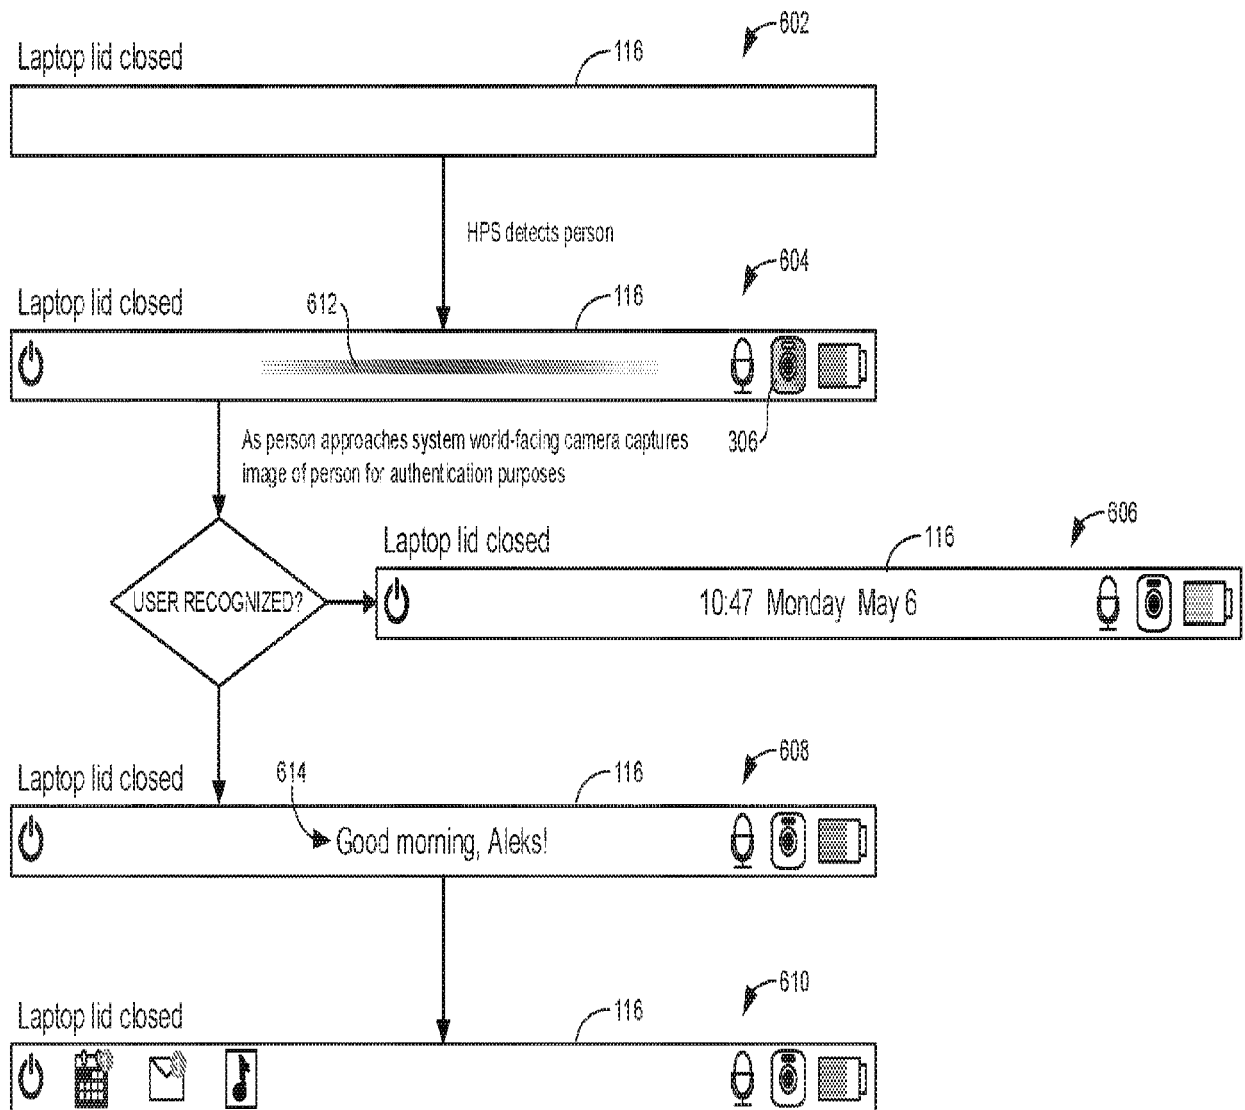 602
Laptop lid closed
116
HPS detects person
604
Laptop lid closed
612
116
306
As person approaches system world-facing camera captures
image of person for authentication purposes
606
Laptop lid closed
116
USER RECOGNIZED?
10:47 Monday May 6
608
Laptop lid closed
614
116
Good morning, Aleks!
610
Laptop lid closed
116